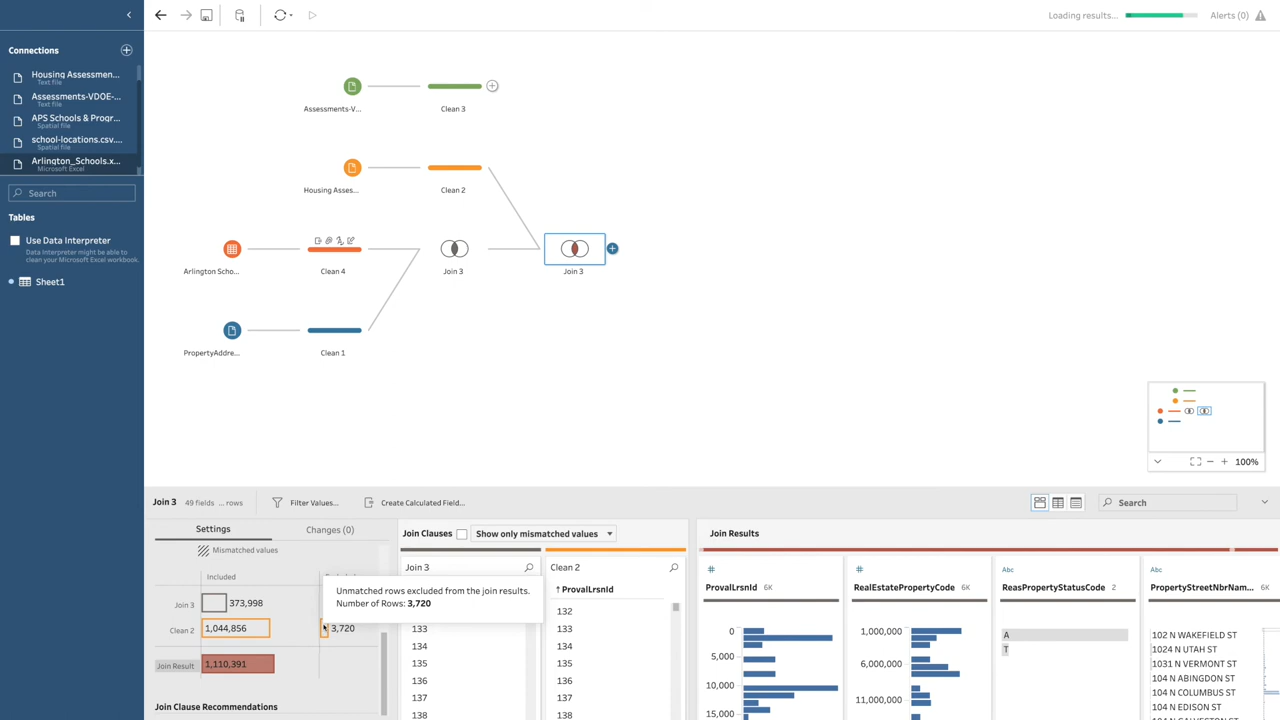 Loading results...
Alerts (0)
Connections
Housing Assessmen...
Text file
Assessments-VDOE-...
Text file
APS Schools & Progr...
Spatial file
school-locations.csv....
Spatial file
Arlington_Schools.x...
Microsoft Excel
Search
Tables
Use Data Interpreter
Data Interpreter might be able to
clean your Microsoft Excel workbook.
Sheet1
Assessments-V...
Clean 3
Housing Asses...
Clean 2
Arlington Scho...
Clean 4
Join 3
Join 3
PropertyAddre...
Clean 1
100%
Join 3
49 fields ... rows
Filter Values...
Create Calculated Field...
Search
Settings
Changes (0)
Mismatched values
Included
Join 3
373,998
Clean 2
1,044,856
3,720
Join Result
1,110,391
Join Clause Recommendations
Unmatched rows excluded from the join results.
Number of Rows: 3,720
Join Clauses
Show only mismatched values
Join 3
133
134
135
136
137
138
Clean 2
ProvalLrsnId
132
133
134
135
136
137
138
Join Results
#
ProvalLrsnId 6K
0
5,000
10,000
15,000
#
RealEstatePropertyCode 6K
1,000,000
6,000,000
11,000,000
Abc
ReasPropertyStatusCode 2
A
T
Abc
PropertyStreetNbrNam... 6K
102 N WAKEFIELD ST
1024 N UTAH ST
1031 N VERMONT ST
104 N ABINGDON ST
104 N COLUMBUS ST
104 N EDISON ST
104 N GALVESTON ST